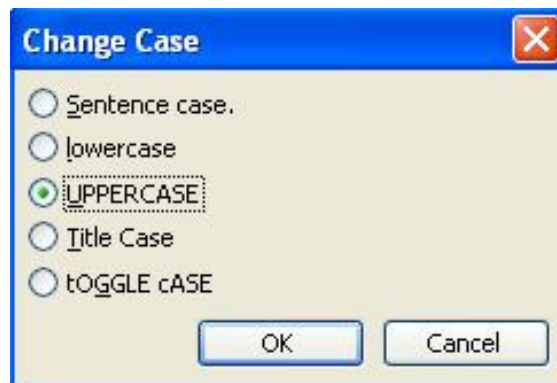 Change Case
Sentence case.
lowercase
UPPERCASE
Title Case
tOGGLE cASE
OK Cancel